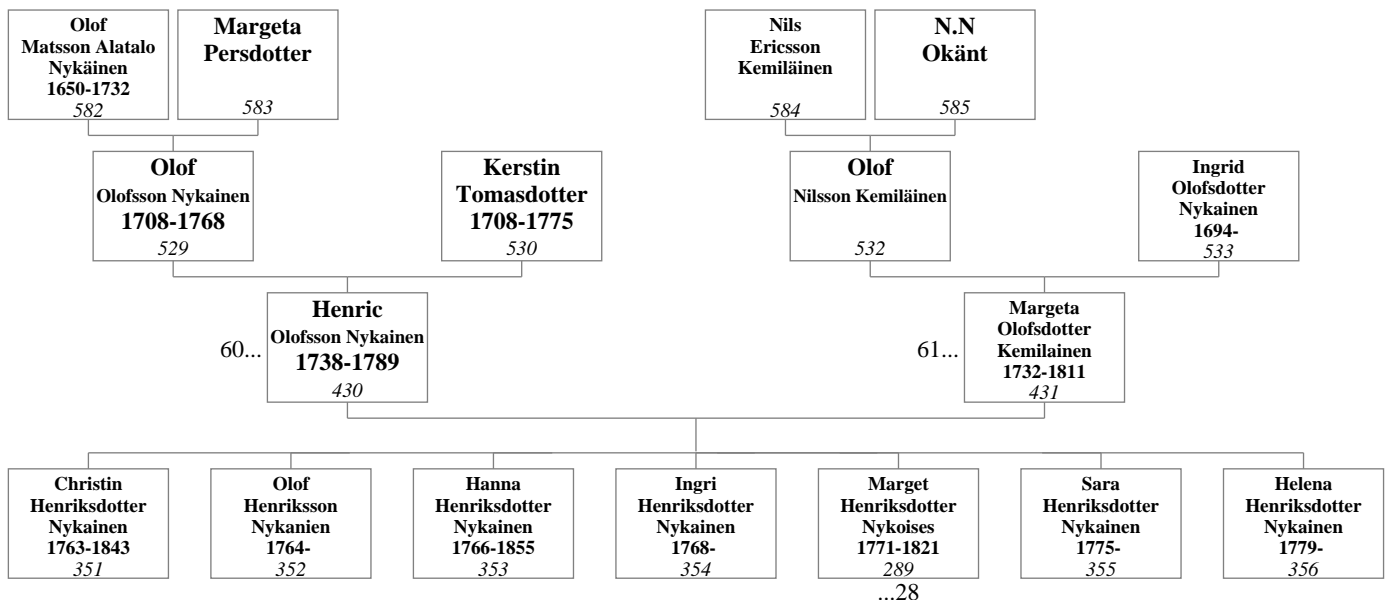 Olof
Matsson Alatalo
Nykäinen
1650-1732
582
Margeta
Persdotter
583
Nils
Ericsson
Kemiläinen
584
N.N
Okänt
585
Olof
Olofsson Nykainen
1708-1768
529
Kerstin
Tomasdotter
1708-1775
530
Olof
Nilsson Kemiläinen
532
Ingrid
Olofsdotter
Nykainen
1694-
533
60...
Henric
Olofsson Nykainen
1738-1789
430
61...
Margeta
Olofsdotter
Kemilainen
1732-1811
431
Christin
Henriksdotter
Nykainen
1763-1843
351
Olof
Henriksson
Nykanien
1764-
352
Hanna
Henriksdotter
Nykainen
1766-1855
353
Ingri
Henriksdotter
Nykainen
1768-
354
Marget
Henriksdotter
Nykoises
1771-1821
289
...28
Sara
Henriksdotter
Nykainen
1775-
355
Helena
Henriksdotter
Nykainen
1779-
356